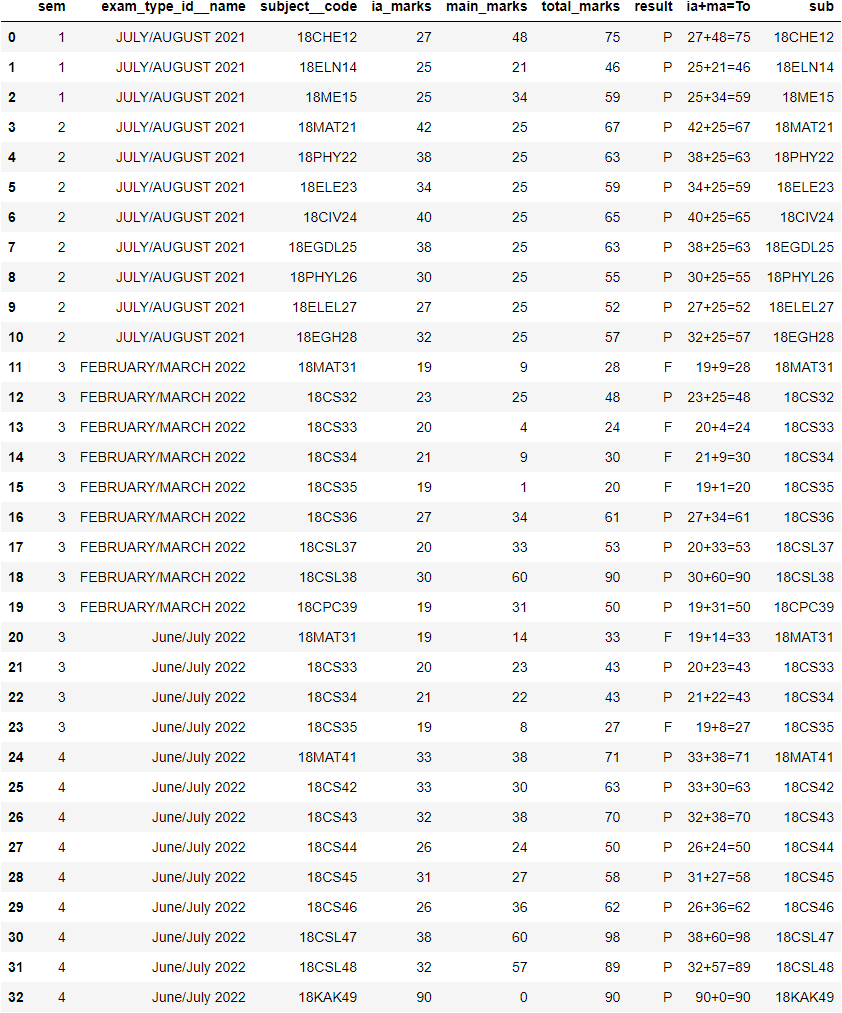 sem exam_type_id__name subject__code ia_marks main_marks total_marks result ia+ma=To sub
0 1 JULY/AUGUST 2021 18CHE12 27 48 75 P 27+48=75 18CHE12
1 1 JULY/AUGUST 2021 18ELN14 25 21 46 P 25+21=46 18ELN14
2 1 JULY/AUGUST 2021 18ME15 25 34 59 P 25+34=59 18ME15
3 2 JULY/AUGUST 2021 18MAT21 42 25 67 P 42+25=67 18MAT21
4 2 JULY/AUGUST 2021 18PHY22 38 25 63 P 38+25=63 18PHY22
5 2 JULY/AUGUST 2021 18ELE23 34 25 59 P 34+25=59 18ELE23
6 2 JULY/AUGUST 2021 18CIV24 40 25 65 P 40+25=65 18CIV24
7 2 JULY/AUGUST 2021 18EGDL25 38 25 63 P 38+25=63 18EGDL25
8 2 JULY/AUGUST 2021 18PHYL26 30 25 55 P 30+25=55 18PHYL26
9 2 JULY/AUGUST 2021 18ELEL27 27 25 52 P 27+25=52 18ELEL27
10 2 JULY/AUGUST 2021 18EGH28 32 25 57 P 32+25=57 18EGH28
11 3 FEBRUARY/MARCH 2022 18MAT31 19 9 28 F 19+9=28 18MAT31
12 3 FEBRUARY/MARCH 2022 18CS32 23 25 48 P 23+25=48 18CS32
13 3 FEBRUARY/MARCH 2022 18CS33 20 4 24 F 20+4=24 18CS33
14 3 FEBRUARY/MARCH 2022 18CS34 21 9 30 F 21+9=30 18CS34
15 3 FEBRUARY/MARCH 2022 18CS35 19 1 20 F 19+1=20 18CS35
16 3 FEBRUARY/MARCH 2022 18CS36 27 34 61 P 27+34=61 18CS36
17 3 FEBRUARY/MARCH 2022 18CSL37 20 33 53 P 20+33=53 18CSL37
18 3 FEBRUARY/MARCH 2022 18CSL38 30 60 90 P 30+60=90 18CSL38
19 3 FEBRUARY/MARCH 2022 18CPC39 19 31 50 P 19+31=50 18CPC39
20 3 June/July 2022 18MAT31 19 14 33 F 19+14=33 18MAT31
21 3 June/July 2022 18CS33 20 23 43 P 20+23=43 18CS33
22 3 June/July 2022 18CS34 21 22 43 P 21+22=43 18CS34
23 3 June/July 2022 18CS35 19 8 27 F 19+8=27 18CS35
24 4 June/July 2022 18MAT41 33 38 71 P 33+38=71 18MAT41
25 4 June/July 2022 18CS42 33 30 63 P 33+30=63 18CS42
26 4 June/July 2022 18CS43 32 38 70 P 32+38=70 18CS43
27 4 June/July 2022 18CS44 26 24 50 P 26+24=50 18CS44
28 4 June/July 2022 18CS45 31 27 58 P 31+27=58 18CS45
29 4 June/July 2022 18CS46 26 36 62 P 26+36=62 18CS46
30 4 June/July 2022 18CSL47 38 60 98 P 38+60=98 18CSL47
31 4 June/July 2022 18CSL48 32 57 89 P 32+57=89 18CSL48
32 4 June/July 2022 18KAK49 90 0 90 P 90+0=90 18KAK49